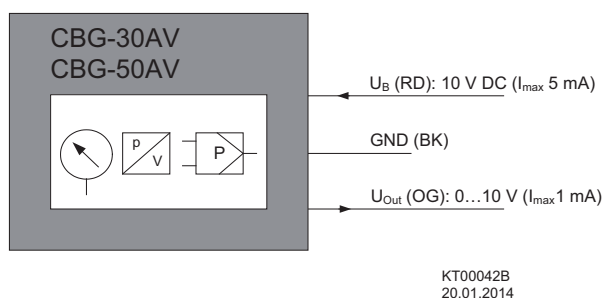 CBG-30AV
CBG-50AV
U_B (RD): 10 V DC (I_max 5 mA)
GND (BK)
p
V
P
U_Out (OG): 0…10 V (I_max 1 mA)
KT00042B
20.01.2014